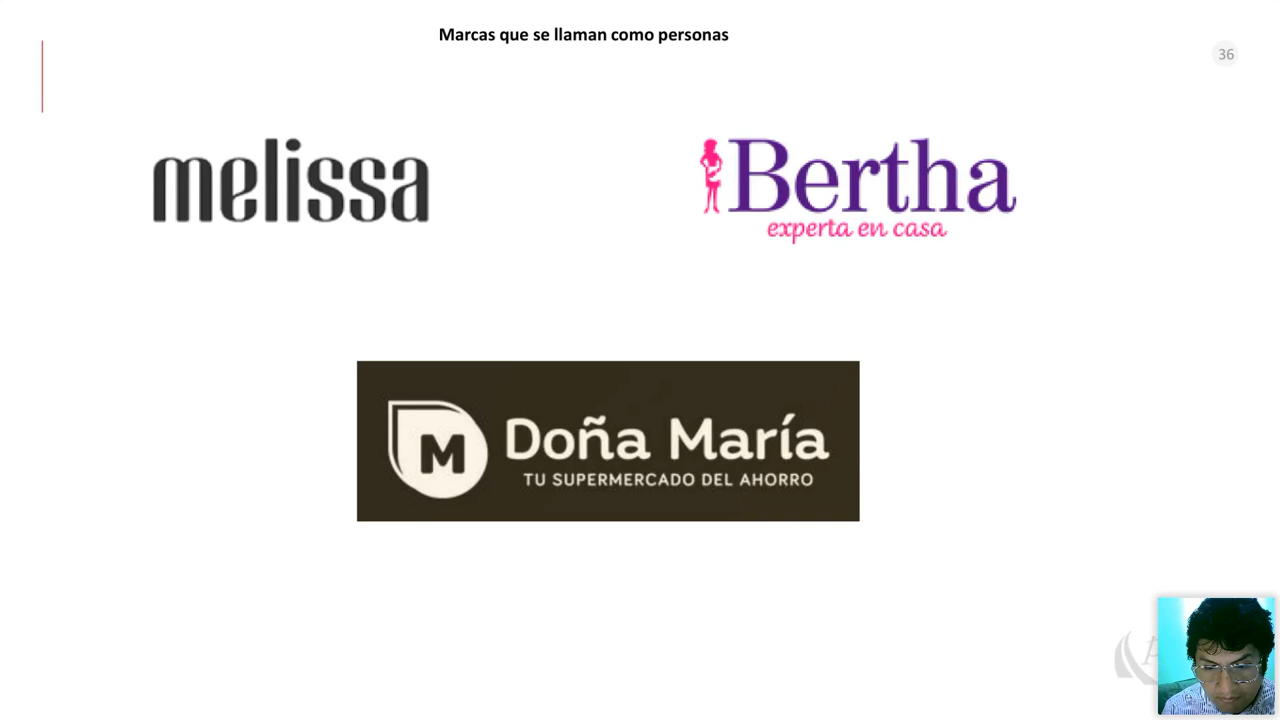 Marcas que se llaman como personas
36
melissa
Bertha
experta en casa
M
Doña María
TU SUPERMERCADO DEL AHORRO